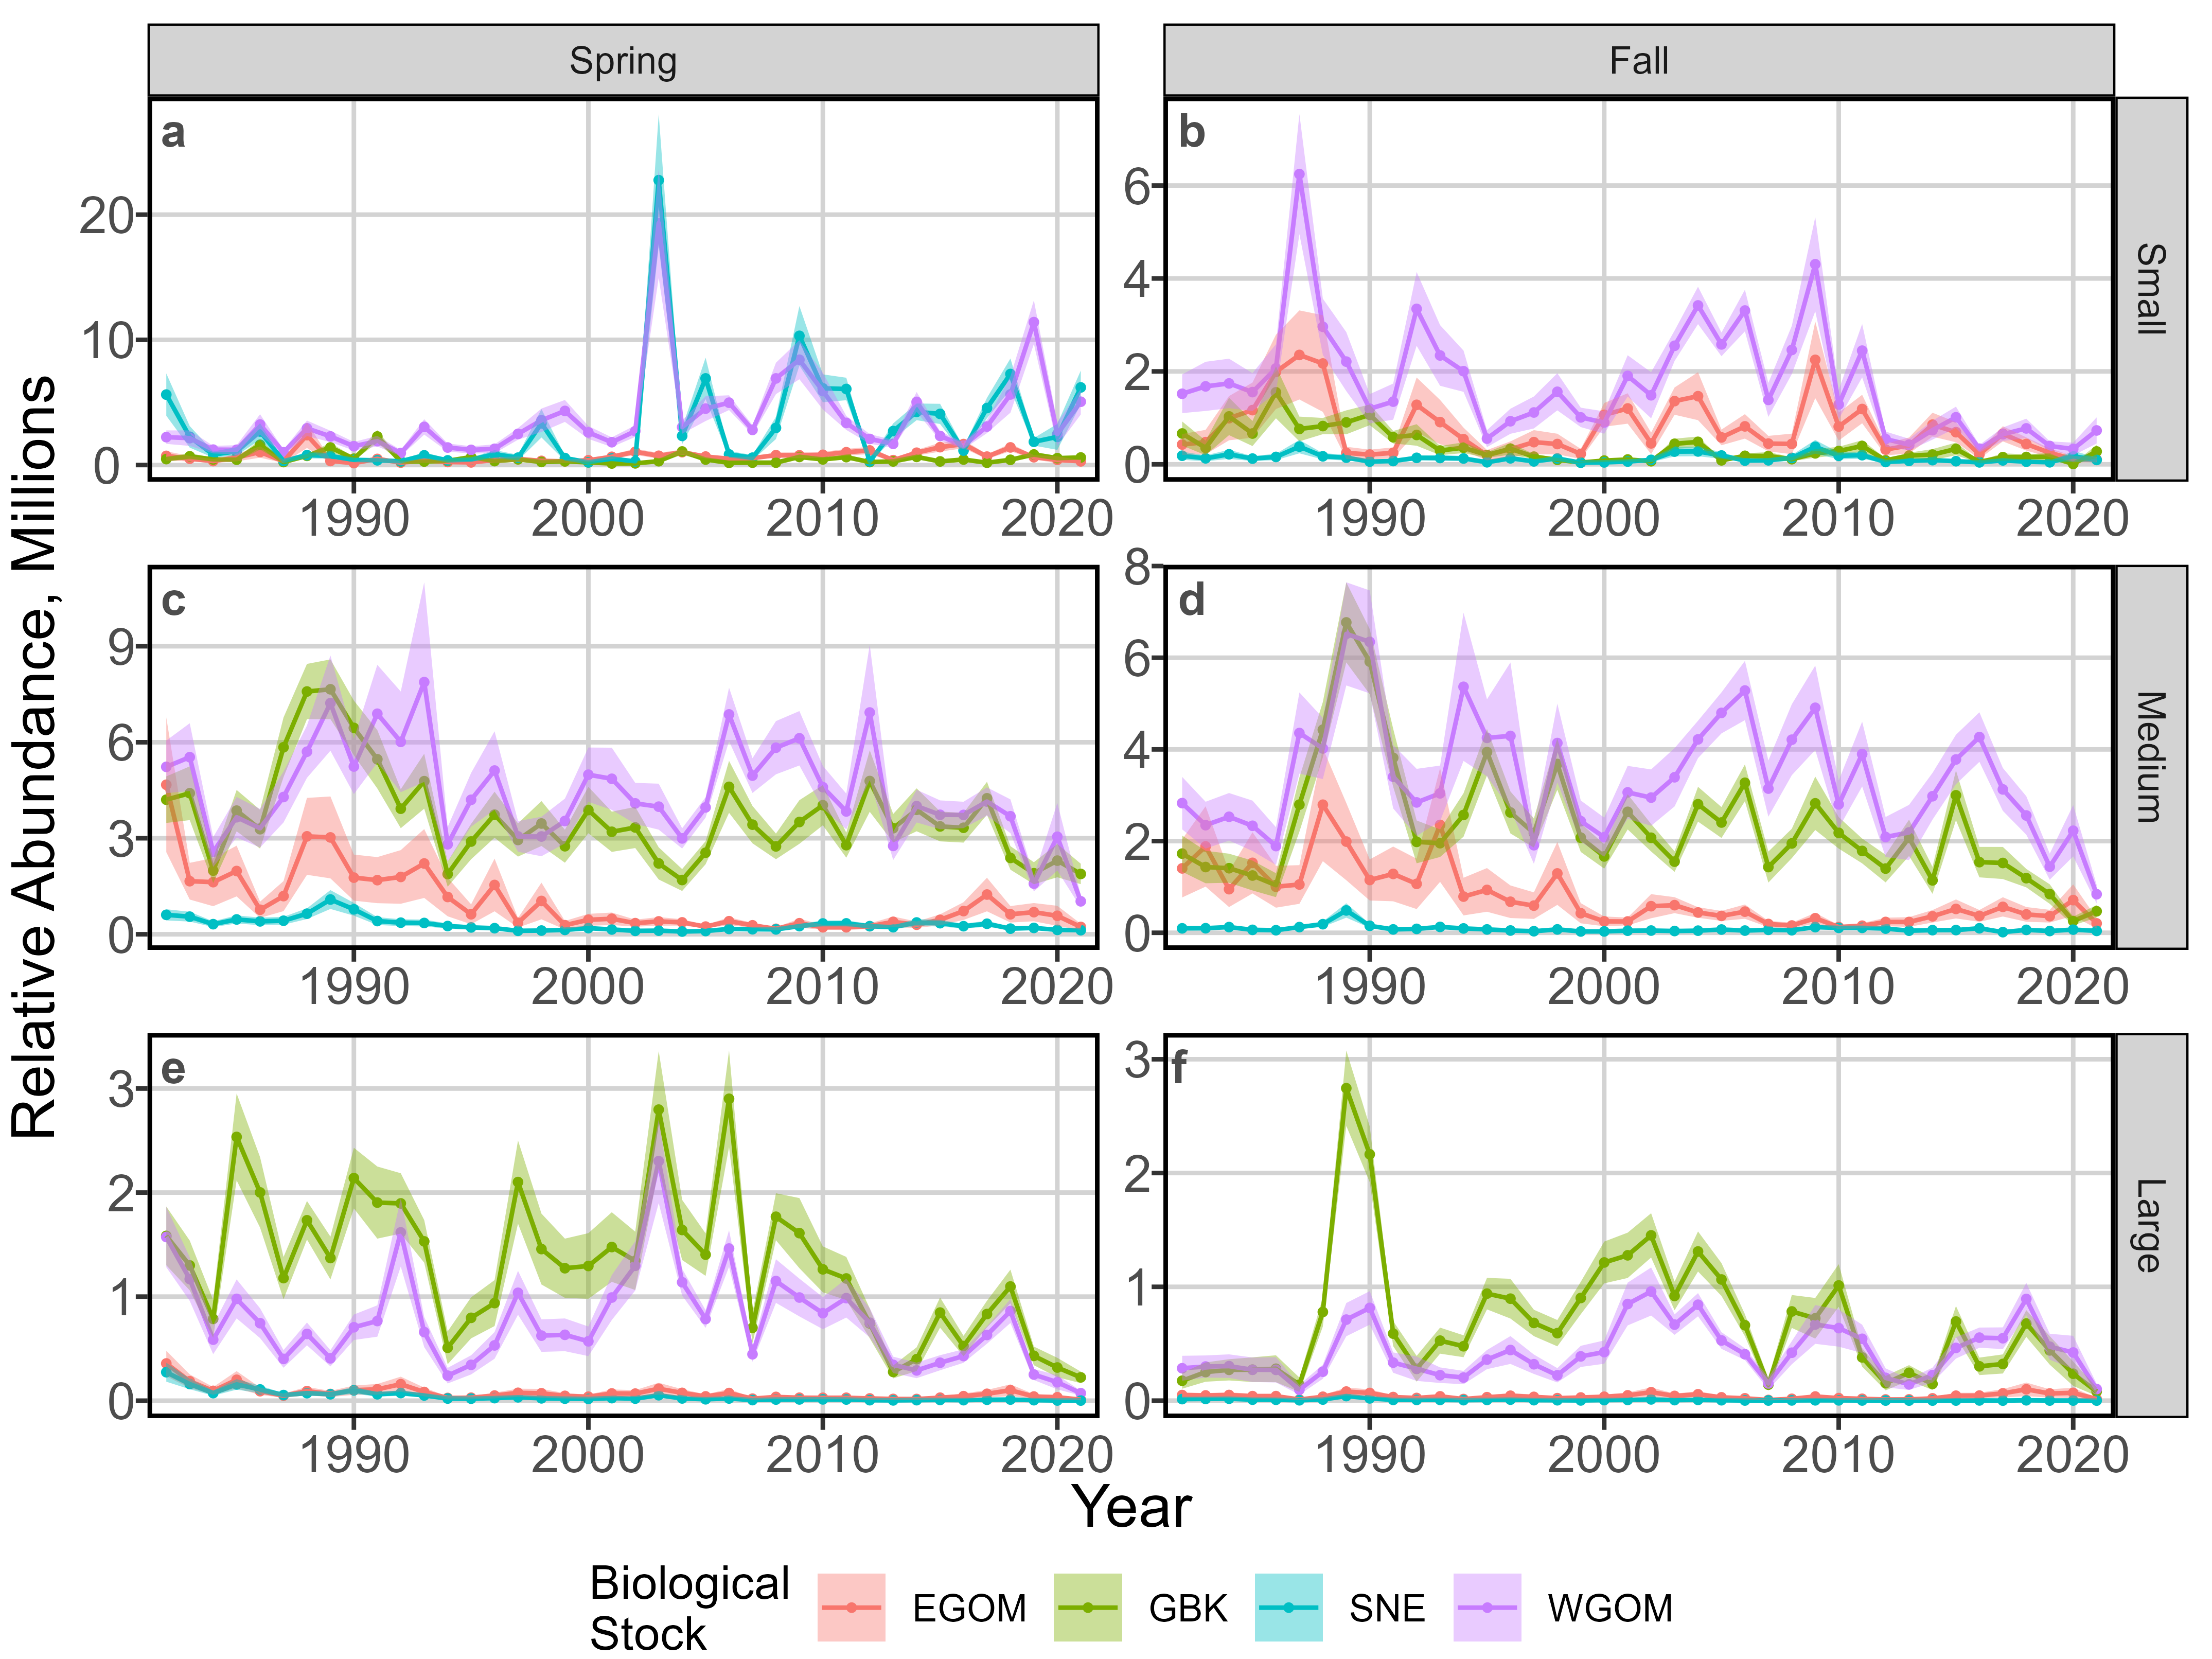 Spring
Fall
a
20
10
0
1990 2000 2010 2020
b
6
4
2
0
1990 2000 2010 2020
Small
c
9
6
3
0
1990 2000 2010 2020
d
8
6
4
2
0
1990 2000 2010 2020
Medium
e
3
2
1
0
1990 2000 2010 2020
f
3
2
1
0
1990 2000 2010 2020
Large
Relative Abundance, Millions
Year
Biological
Stock
EGOM GBK SNE WGOM